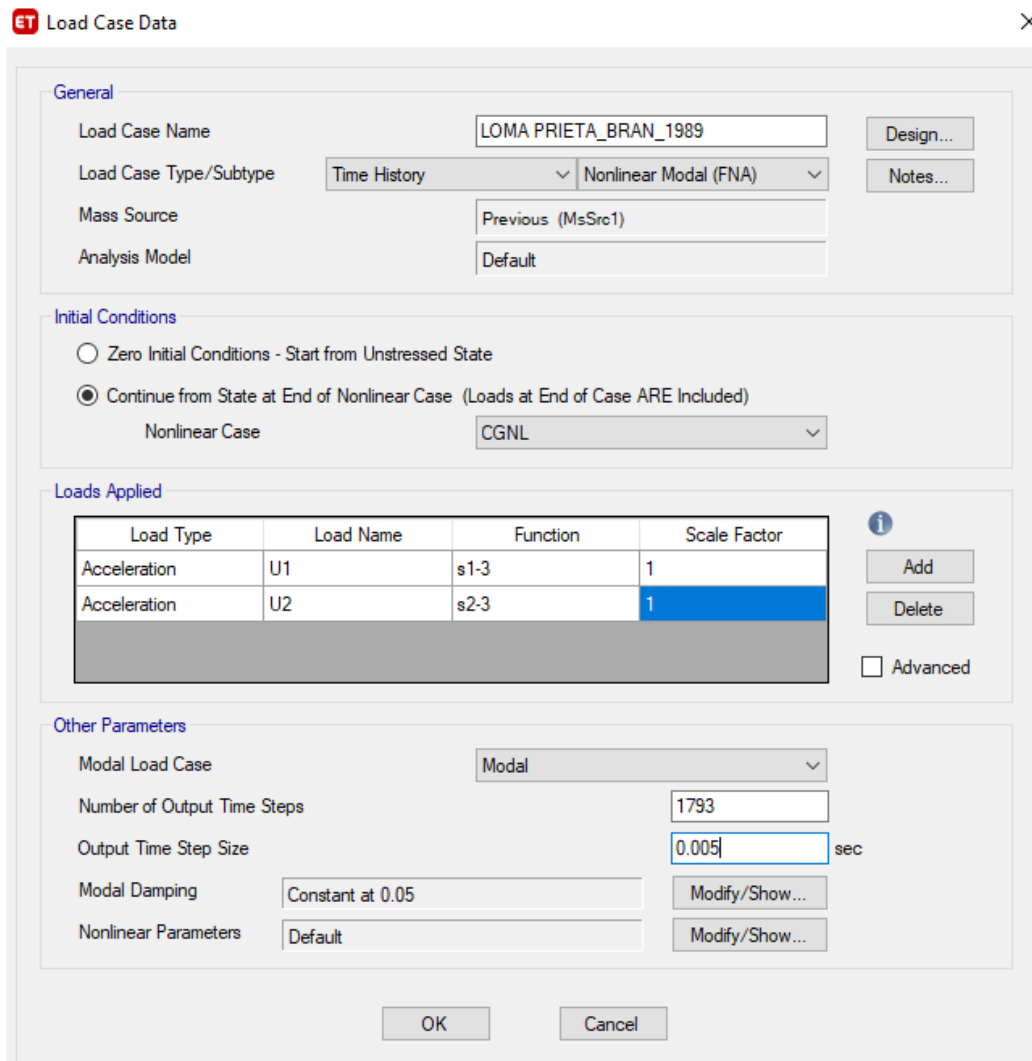 ET Load Case Data
General
Load Case Name LOMA PRIETA_BRAN_1989 Design...
Load Case Type/Subtype Time History Nonlinear Modal (FNA) Notes...
Mass Source Previous (MsSrc1)
Analysis Model Default
Initial Conditions
Zero Initial Conditions - Start from Unstressed State
Continue from State at End of Nonlinear Case (Loads at End of Case ARE Included)
Nonlinear Case CGNL
Loads Applied
Load Type Load Name Function Scale Factor
Acceleration U1 s1-3 1 Add
Acceleration U2 s2-3 1 Delete
Advanced
Other Parameters
Modal Load Case Modal
Number of Output Time Steps 1793
Output Time Step Size 0.005 sec
Modal Damping Constant at 0.05 Modify/Show...
Nonlinear Parameters Default Modify/Show...
OK Cancel